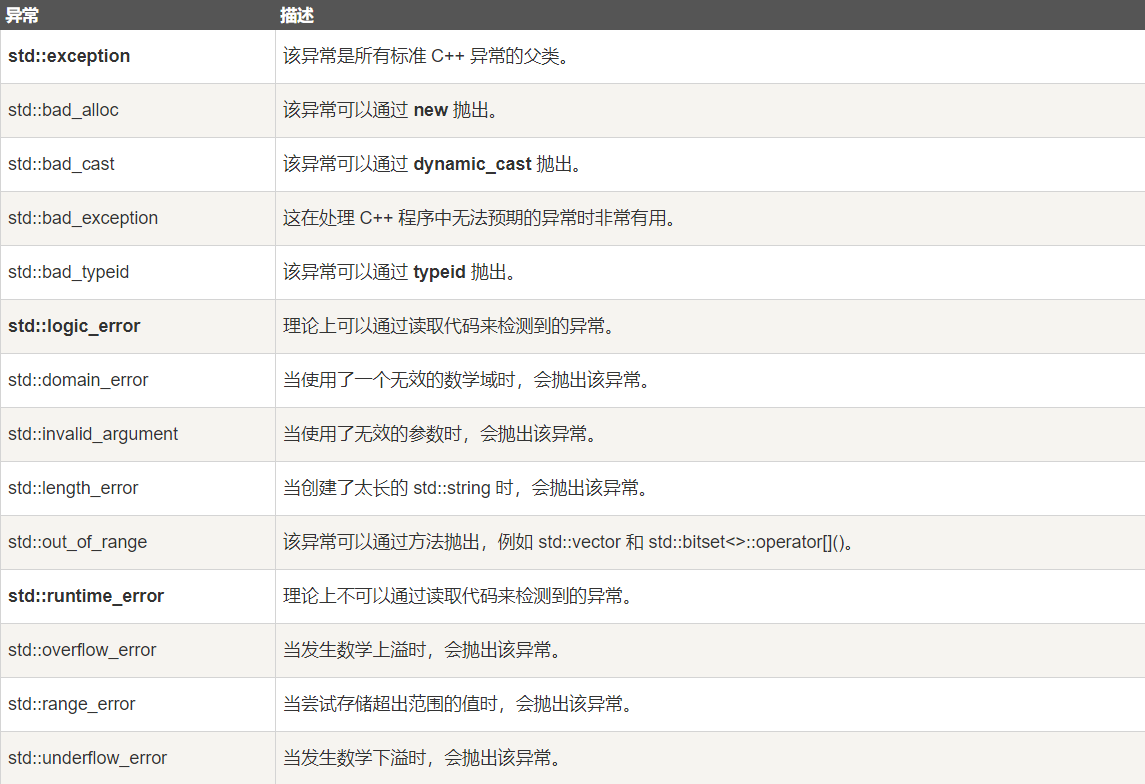 异常 描述
std::exception 该异常是所有标准 C++ 异常的父类。
std::bad_alloc 该异常可以通过 new 抛出。
std::bad_cast 该异常可以通过 dynamic_cast 抛出。
std::bad_exception 这在处理 C++ 程序中无法预期的异常时非常有用。
std::bad_typeid 该异常可以通过 typeid 抛出。
std::logic_error 理论上可以通过读取代码来检测到的异常。
std::domain_error 当使用了一个无效的数学域时，会抛出该异常。
std::invalid_argument 当使用了无效的参数时，会抛出该异常。
std::length_error 当创建了太长的 std::string 时，会抛出该异常。
std::out_of_range 该异常可以通过方法抛出，例如 std::vector 和 std::bitset<>::operator[]()。
std::runtime_error 理论上不可以通过读取代码来检测到的异常。
std::overflow_error 当发生数学上溢时，会抛出该异常。
std::range_error 当尝试存储超出范围的值时，会抛出该异常。
std::underflow_error 当发生数学下溢时，会抛出该异常。